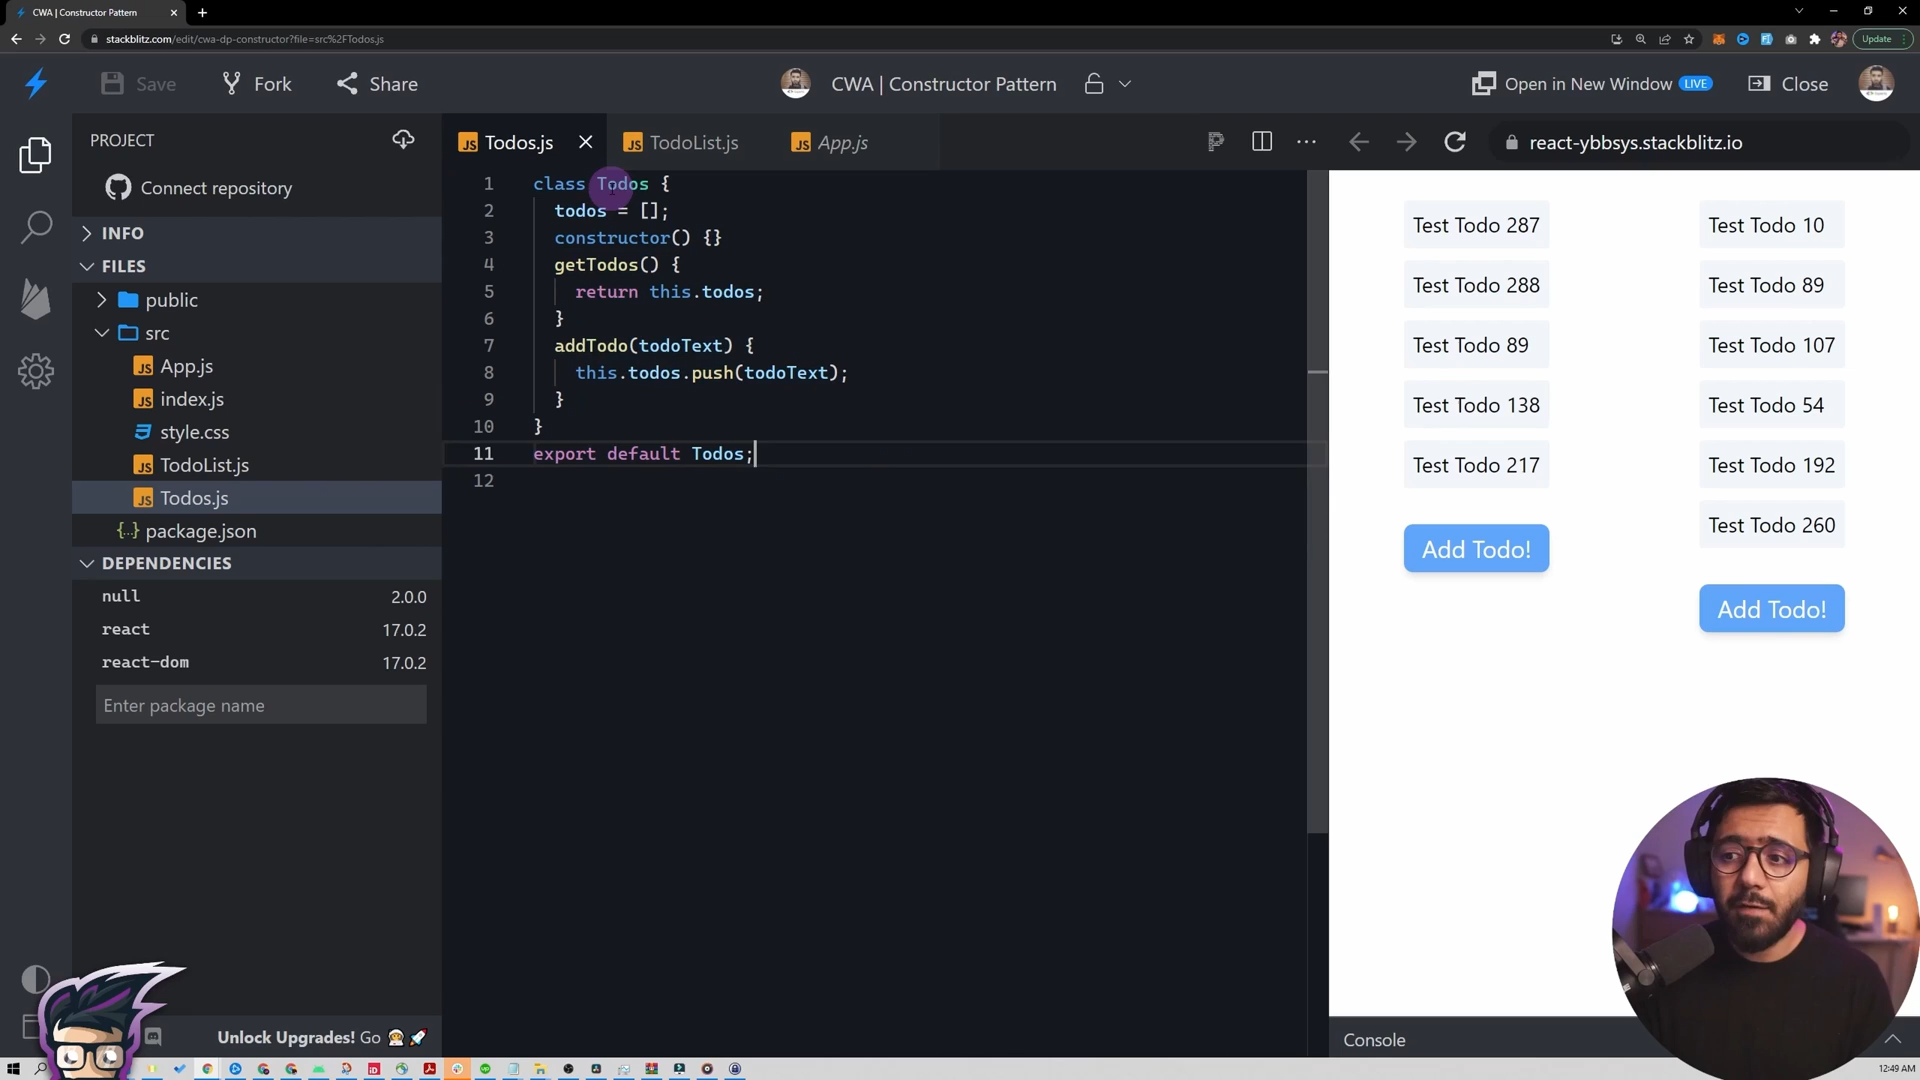 CWA | Constructor Pattern
stackblitz.com/edit/cwa-dp-constructor?file=src%2FTodos.js
Update
Save
Fork
Share
CWA | Constructor Pattern
Open in New Window
LIVE
Close
PROJECT
Connect repository
INFO
FILES
public
src
JS App.js
JS index.js
style.css
JS TodoList.js
JS Todos.js
{..} package.json
DEPENDENCIES
null 2.0.0
react 17.0.2
react-dom 17.0.2
Enter package name
Unlock Upgrades! Go
JS Todos.js
JS TodoList.js
JS App.js
1 class Todos {
2 todos = [];
3 constructor() {}
4 getTodos() {
5 return this.todos;
6 }
7 addTodo(todoText) {
8 this.todos.push(todoText);
9 }
10 }
11 export default Todos;
12
react-ybbsys.stackblitz.io
Test Todo 287
Test Todo 288
Test Todo 89
Test Todo 138
Test Todo 217
Add Todo!
Test Todo 10
Test Todo 89
Test Todo 107
Test Todo 54
Test Todo 192
Test Todo 260
Add Todo!
Console
12:49 AM